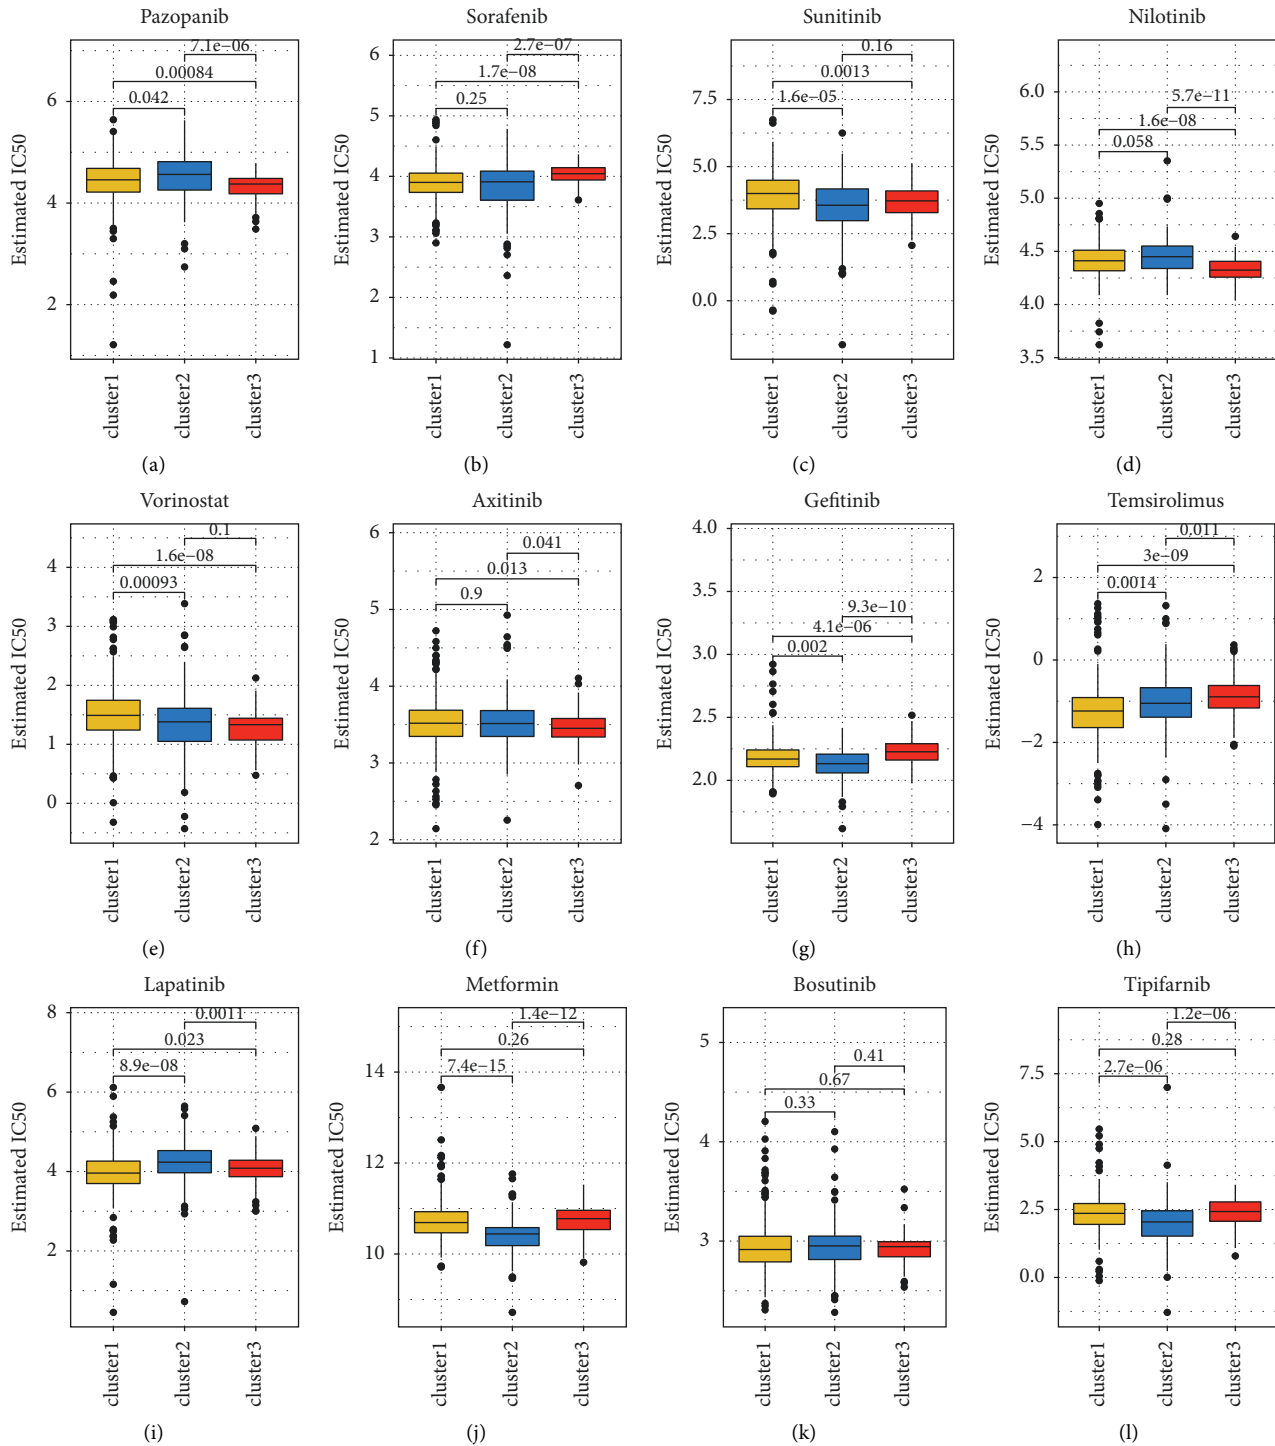 Pazopanib
7.1e−06
0.00084
0.042
6
4
2
Estimated IC50
cluster1
cluster2
cluster3
(a)
Sorafenib
2.7e−07
1.7e−08
0.25
6
5
4
3
2
1
Estimated IC50
cluster1
cluster2
cluster3
(b)
Sunitinib
0.16
0.0013
1.6e−05
7.5
5.0
2.5
0.0
Estimated IC50
cluster1
cluster2
cluster3
(c)
Nilotinib
5.7e−11
1.6e−08
0.058
6.0
5.5
5.0
4.5
4.0
3.5
Estimated IC50
cluster1
cluster2
cluster3
(d)
Vorinostat
0.1
1.6e−08
0.00093
4
3
2
1
0
Estimated IC50
cluster1
cluster2
cluster3
(e)
Axitinib
0.041
0.013
0.9
6
5
4
3
2
Estimated IC50
cluster1
cluster2
cluster3
(f)
Gefitinib
9.3e−10
4.1e−06
0.002
4.0
3.5
3.0
2.5
2.0
Estimated IC50
cluster1
cluster2
cluster3
(g)
Temsirolimus
0.011
3e−09
0.0014
2
0
−2
−4
Estimated IC50
cluster1
cluster2
cluster3
(h)
Lapatinib
0.0011
0.023
8.9e−08
8
6
4
2
Estimated IC50
cluster1
cluster2
cluster3
(i)
Metformin
1.4e−12
0.26
7.4e−15
14
12
10
Estimated IC50
cluster1
cluster2
cluster3
(j)
Bosutinib
0.41
0.67
0.33
5
4
3
Estimated IC50
cluster1
cluster2
cluster3
(k)
Tipifarnib
1.2e−06
0.28
2.7e−06
7.5
5.0
2.5
0.0
Estimated IC50
cluster1
cluster2
cluster3
(l)